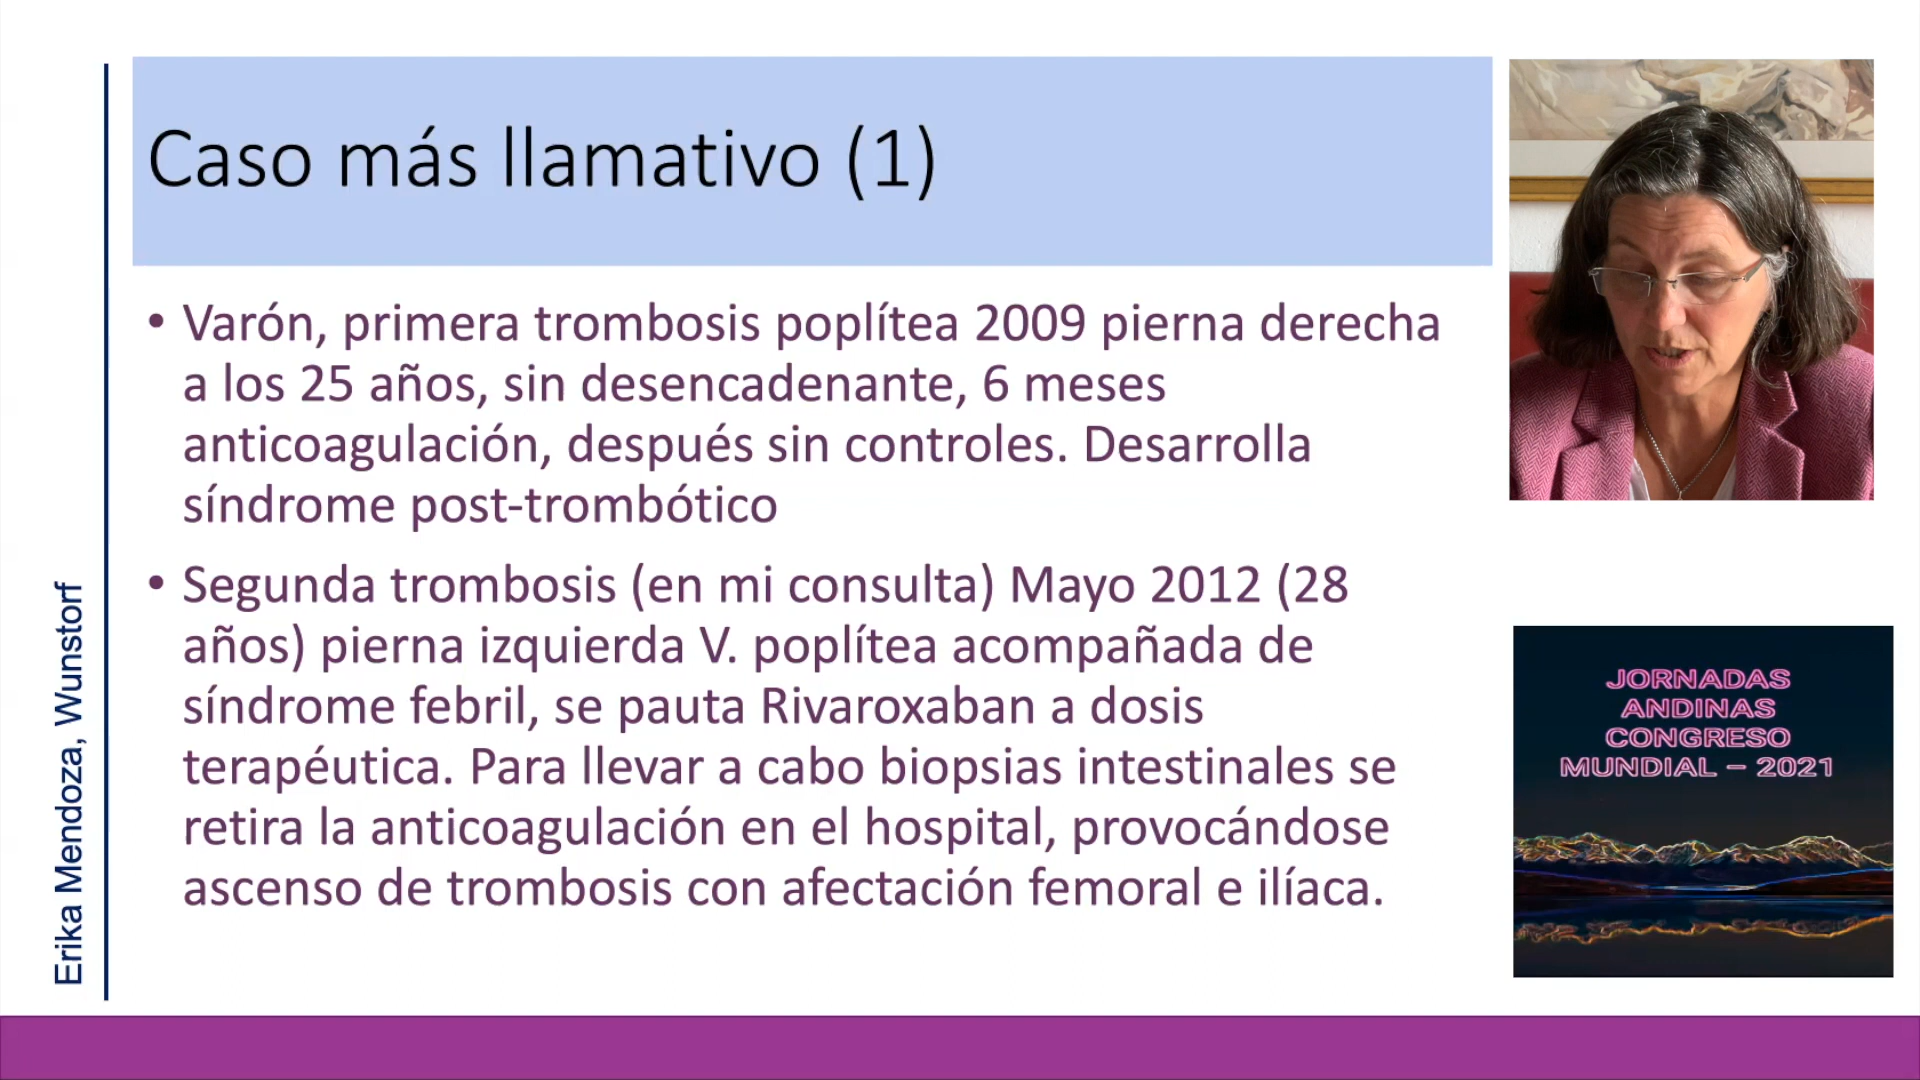 Caso más llamativo (1)
• Varón, primera trombosis poplítea 2009 pierna derecha
a los 25 años, sin desencadenante, 6 meses
anticoagulación, después sin controles. Desarrolla
síndrome post-trombótico
• Segunda trombosis (en mi consulta) Mayo 2012 (28
años) pierna izquierda V. poplítea acompañada de
síndrome febril, se pauta Rivaroxaban a dosis
terapéutica. Para llevar a cabo biopsias intestinales se
retira la anticoagulación en el hospital, provocándose
ascenso de trombosis con afectación femoral e ilíaca.
Erika Mendoza, Wunstorf
JORNADAS
ANDINAS
CONGRESO
MUNDIAL - 2021